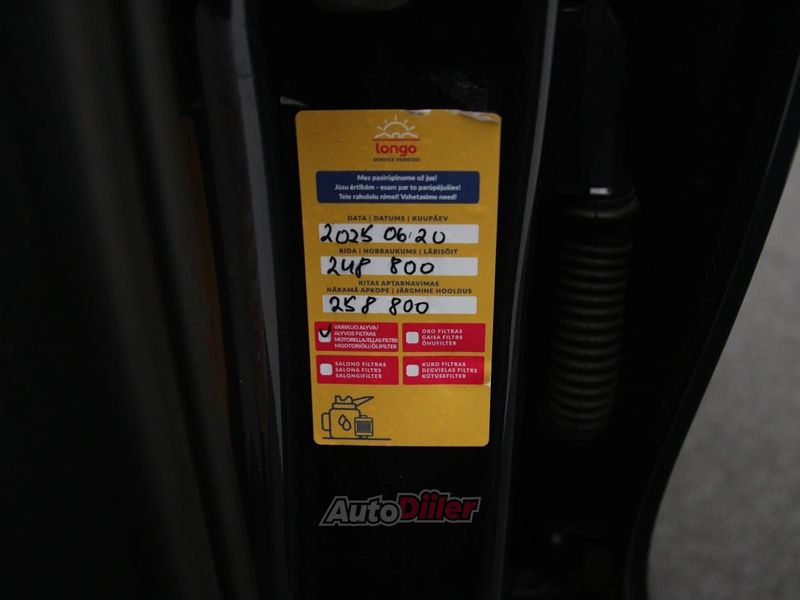 longo
SERVICE VERIFIED
Mes pasirūpinome už jus!
Jūsu ērtībām - esam par to parūpējušies!
Teie rahulolu nimel! Vahetasime need!
DATA | DATUMS | KUUPÄEV
2025 06.20
RIDA | NOBRAUKUMS | LÄBISÕIT
248 800
KITAS APTARNAVIMAS
NĀKAMĀ APKOPE | JÄRGMINE HOOLDUS
258 800
VARIKLIO ALYVA/
ALYVOS FILTRAS
MOTOREĻĻA/EĻĻAS FILTRS
MOOTORIÕLI/ÕLIFILTER
ORO FILTRAS
GAISA FILTRS
ÕHUFILTER
SALONO FILTRAS
SALONA FILTRS
SALONGIFILTER
KURO FILTRAS
DEGVIELAS FILTRS
KÜTUSEFILTER
AutoDiiler